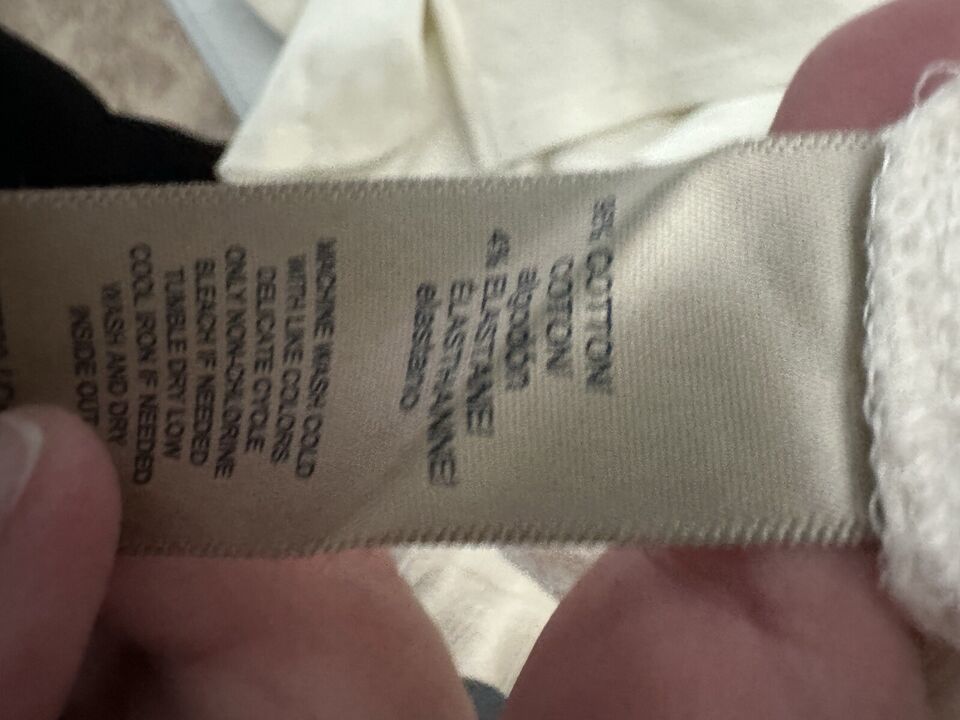 96% COTTON/
COTON/
algodón
4% ELASTANE/
ÉLASTHANNE/
elastano
MACHINE WASH COLD
WITH LIKE COLORS
DELICATE CYCLE
ONLY NON-CHLORINE
BLEACH IF NEEDED
TUMBLE DRY LOW
COOL IRON IF NEEDED
WASH AND DRY
INSIDE OUT